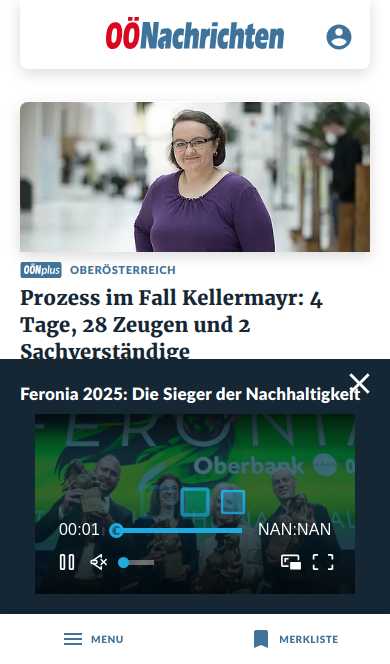 OÖNachrichten
OÖNplus OBERÖSTERREICH
Prozess im Fall Kellermayr: 4
Tage, 28 Zeugen und 2
Sachverständige
Feronia 2025: Die Sieger der Nachhaltigkeit
FERONIA
Oberbank
00:01
NAN:NAN
MENU
MERKLISTE